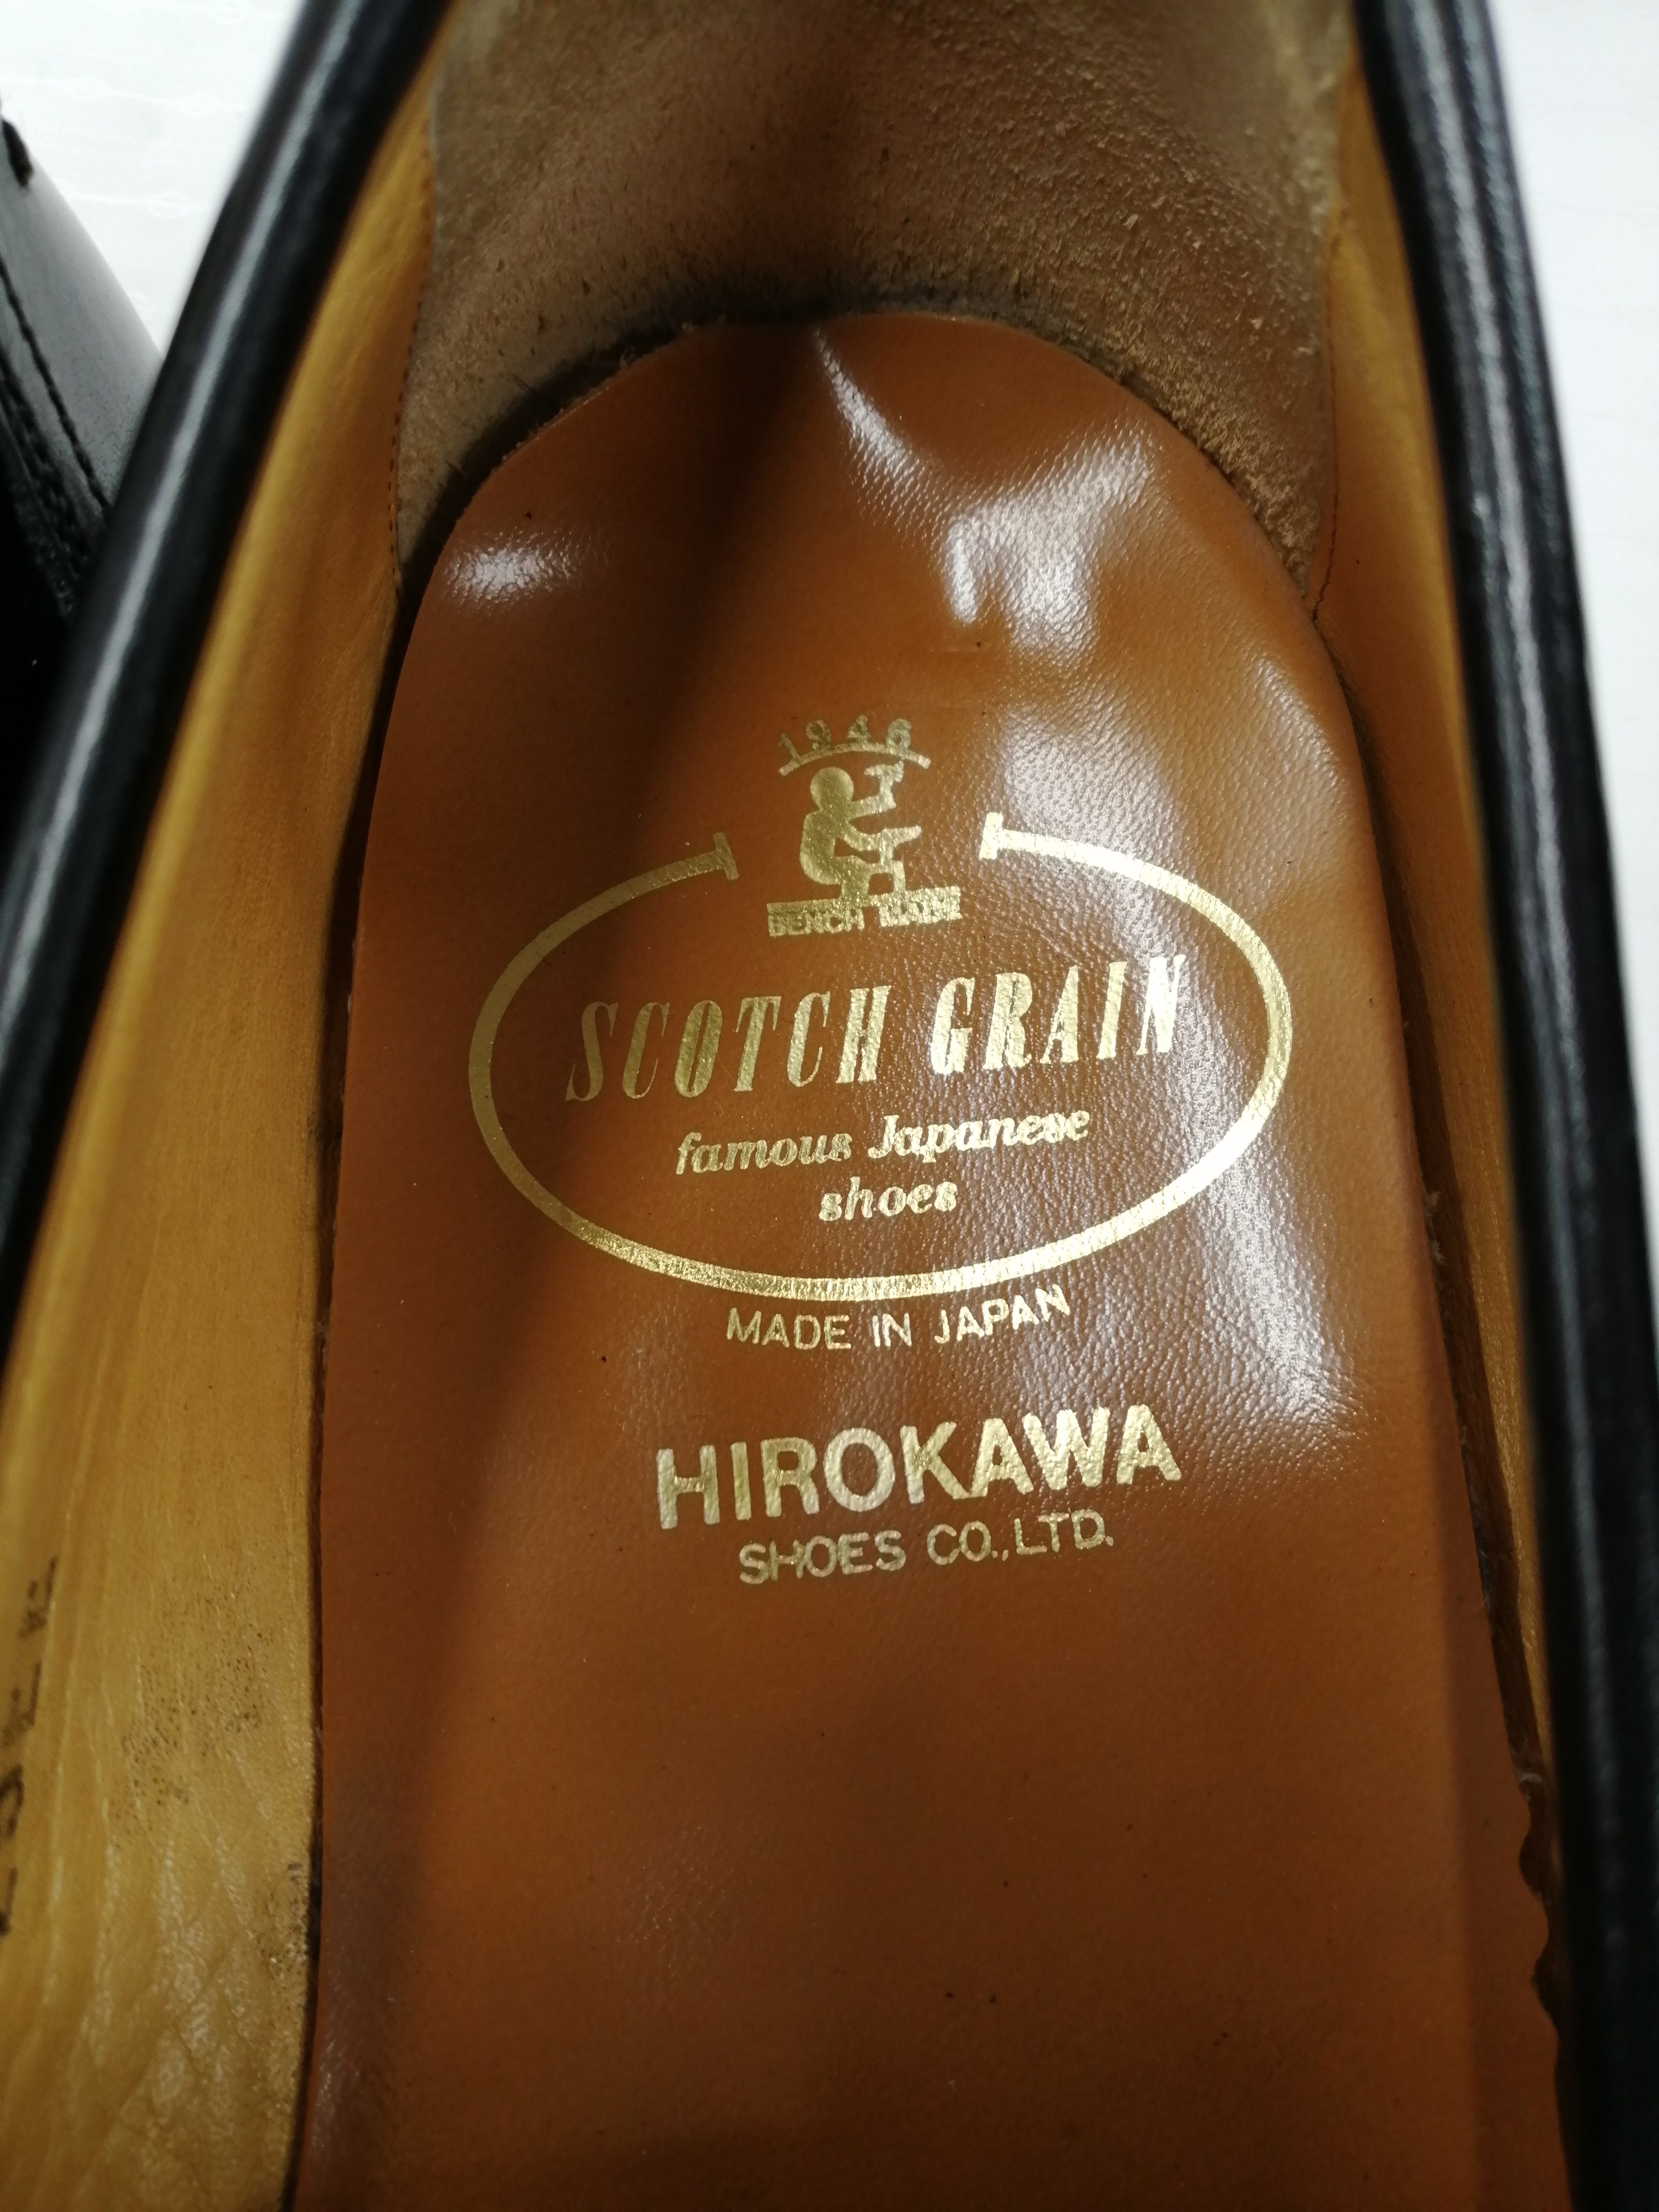 1946
BENCH MADE
SCOTCH GRAIN
famous Japanese
shoes
MADE IN JAPAN
HIROKAWA
SHOES CO.,LTD.